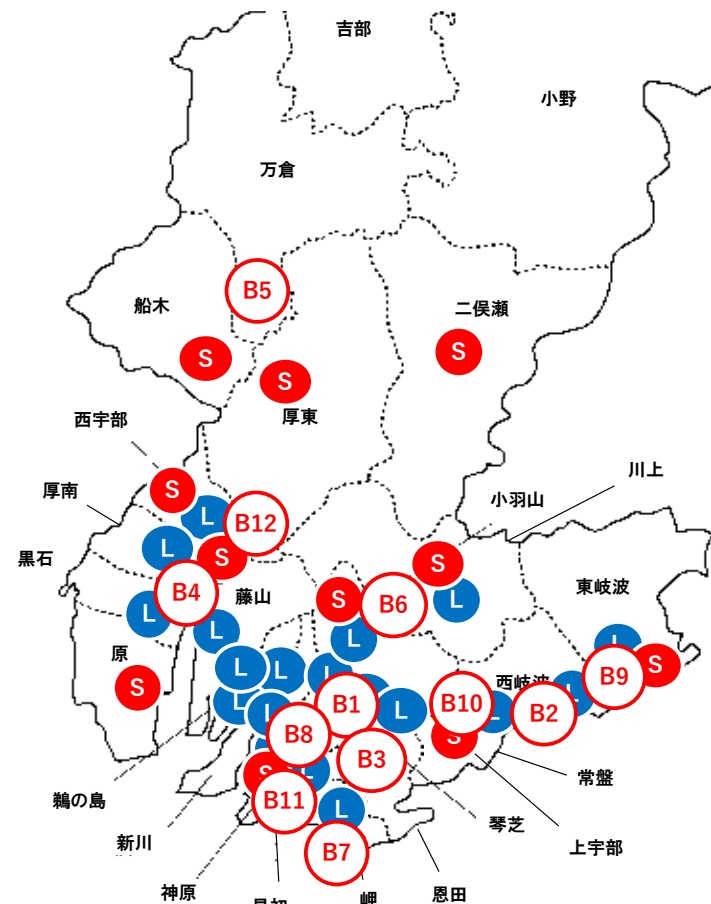 吉部
小野
万倉
B5
船木
二俣瀬
S
S
S
厚東
西宇部
川上
S
厚南
小羽山
L
B12
黒石
L
S
S
東岐波
B4
藤山
S
B6
L
L
L
L
原
L
S
L
L
L
西岐波
B9
S
S
L
L
B1
L
B10
L
B2
L
L
B8
S
B3
常盤
S
L
鵜の島
B11
L
琴芝
新川
上宇部
B7
神原
恩田
岬